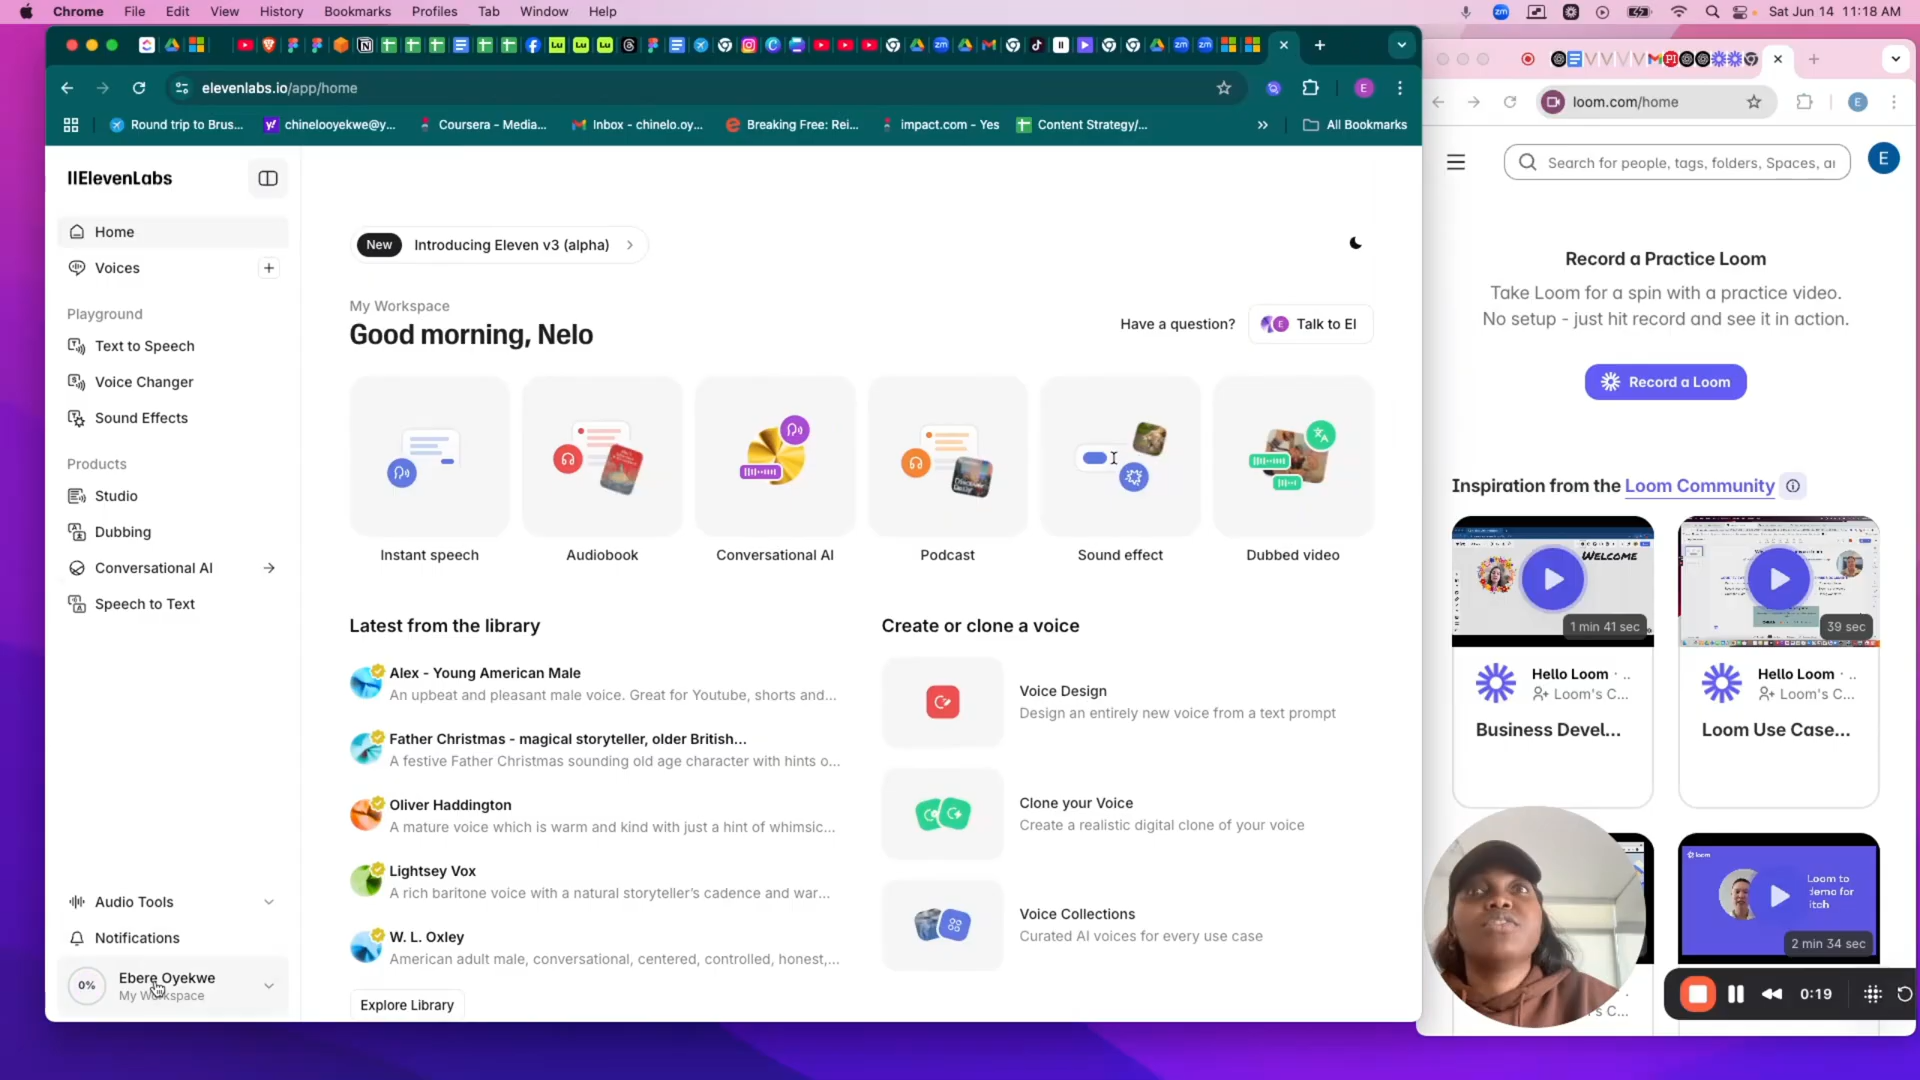 Chrome File Edit View History Bookmarks Profiles Tab Window Help
zm
Sat Jun 14 11:18 AM
elevenlabs.io/app/home
E
Round trip to Brus...
chinelooyekwe@y...
Coursera - Media...
Inbox - chinelo.oy...
Breaking Free: Rei...
impact.com - Yes
Content Strategy/...
All Bookmarks
IIElevenLabs
Home
Voices
Playground
Text to Speech
Voice Changer
Sound Effects
Products
Studio
Dubbing
Conversational AI
Speech to Text
Audio Tools
Notifications
0%
Ebere Oyekwe
My Workspace
New Introducing Eleven v3 (alpha)
My Workspace
Good morning, Nelo
Have a question?
E
Talk to El
Instant speech
Audiobook
Conversational AI
Podcast
Sound effect
Dubbed video
Latest from the library
Alex - Young American Male
An upbeat and pleasant male voice. Great for Youtube, shorts and...
Father Christmas - magical storyteller, older British...
A festive Father Christmas sounding old age character with hints o...
Oliver Haddington
A mature voice which is warm and kind with just a hint of whimsic...
Lightsey Vox
A rich baritone voice with a natural storyteller's cadence and war...
W. L. Oxley
American adult male, conversational, centered, controlled, honest,...
Explore Library
Create or clone a voice
Voice Design
Design an entirely new voice from a text prompt
Clone your Voice
Create a realistic digital clone of your voice
Voice Collections
Curated AI voices for every use case
loom.com/home
E
Search for people, tags, folders, Spaces, ar
E
Record a Practice Loom
Take Loom for a spin with a practice video.
No setup - just hit record and see it in action.
Record a Loom
Inspiration from the Loom Community
WELCOME
1 min 41 sec
Hello Loom · ..
Loom's C...
Business Devel...
39 sec
Hello Loom · ..
Loom's C...
Loom Use Case...
loom
Loom to
demo for
itch
2 min 34 sec
's C...
0:19